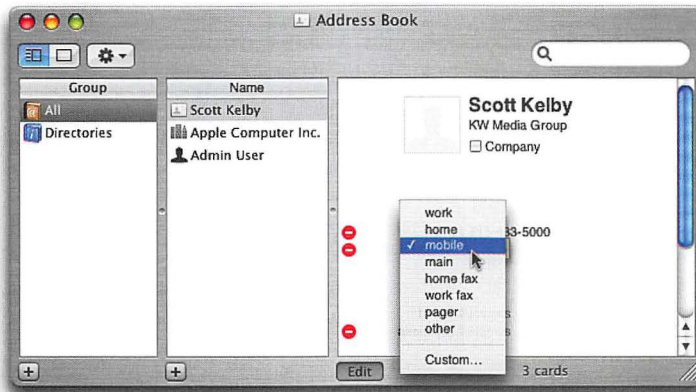 Address Book
Group
All
Directories
Name
Scott Kelby
Apple Computer Inc.
Admin User
Scott Kelby
KW Media Group
Company
work
home
33-5000
✓ mobile
main
home fax
work fax
pager
other
Custom...
Edit
3 cards